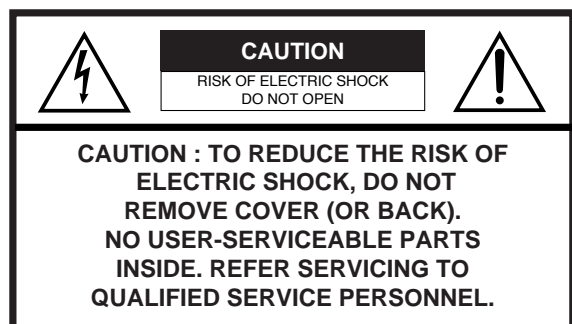 CAUTION
RISK OF ELECTRIC SHOCK
DO NOT OPEN
CAUTION : TO REDUCE THE RISK OF
ELECTRIC SHOCK, DO NOT
REMOVE COVER (OR BACK).
NO USER-SERVICEABLE PARTS
INSIDE. REFER SERVICING TO
QUALIFIED SERVICE PERSONNEL.